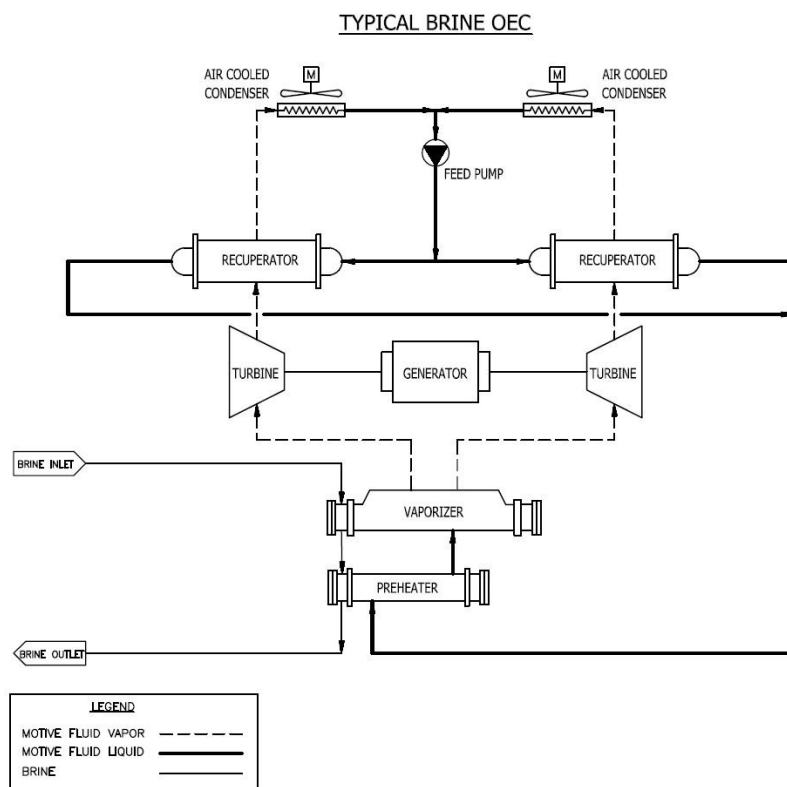 TYPICAL BRINE OEC
AIR COOLED
CONDENSER
M
M
AIR COOLED
CONDENSER
FEED PUMP
RECUPERATOR
RECUPERATOR
TURBINE
GENERATOR
TURBINE
BRINE INLET
VAPORIZER
PREHEATER
BRINE OUTLET
LEGEND
MOTIVE FLUID VAPOR
MOTIVE FLUID LIQUID
BRINE